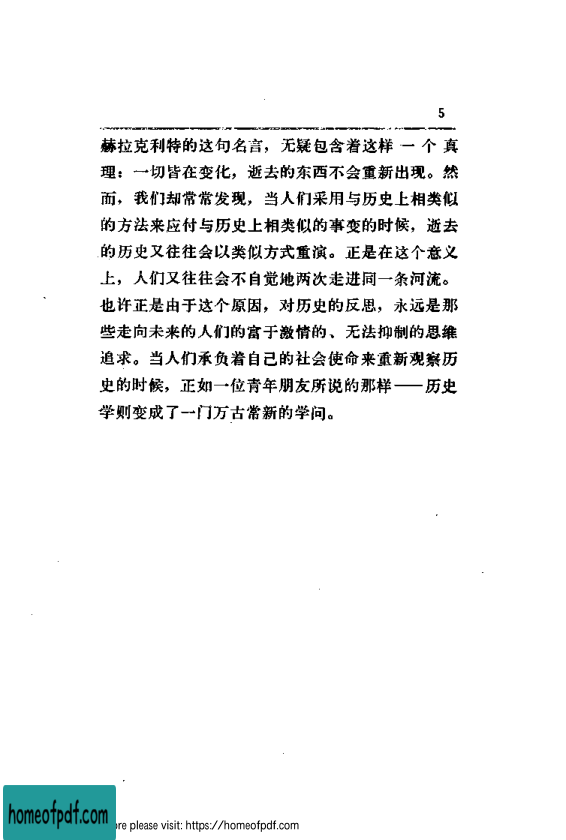 5
赫拉克利特的这句名言，无疑包含着这样一个真
理：一切皆在变化，逝去的东西不会重新出现。然
而，我们却常常发现，当人们采用与历史上相类似
的方法来应付与历史上相类似的事变的时候，逝去
的历史又往往会以类似方式重演。正是在这个意义
上，人们又往往会不自觉地两次走进同一条河流。
也许正是由于这个原因，对历史的反思，永远是那
些走向未来的人们的富于激情的、无法抑制的思维
追求。当人们承负着自己的社会使命来重新观察历
史的时候，正如一位青年朋友所说的那样——历史
学则变成了一门万古常新的学问。
homeofpdf.com
ore please visit: https://homeofpdf.com